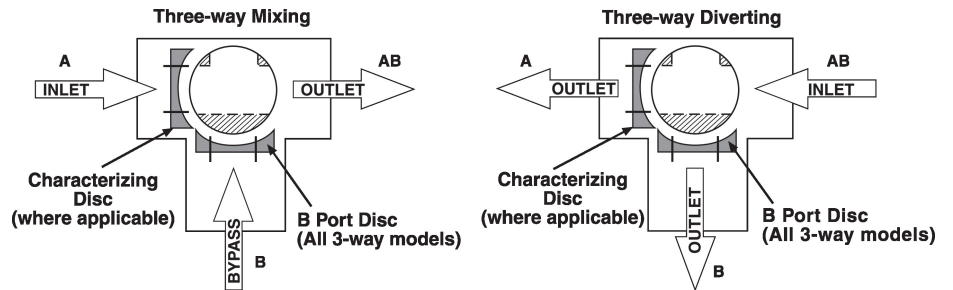 Three-way Mixing
A
INLET
AB
OUTLET
Characterizing
Disc
(where applicable)
B Port Disc
(All 3-way models)
BYPASS
B
Three-way Diverting
A
OUTLET
AB
INLET
Characterizing
Disc
(where applicable)
B Port Disc
(All 3-way models)
OUTLET
B